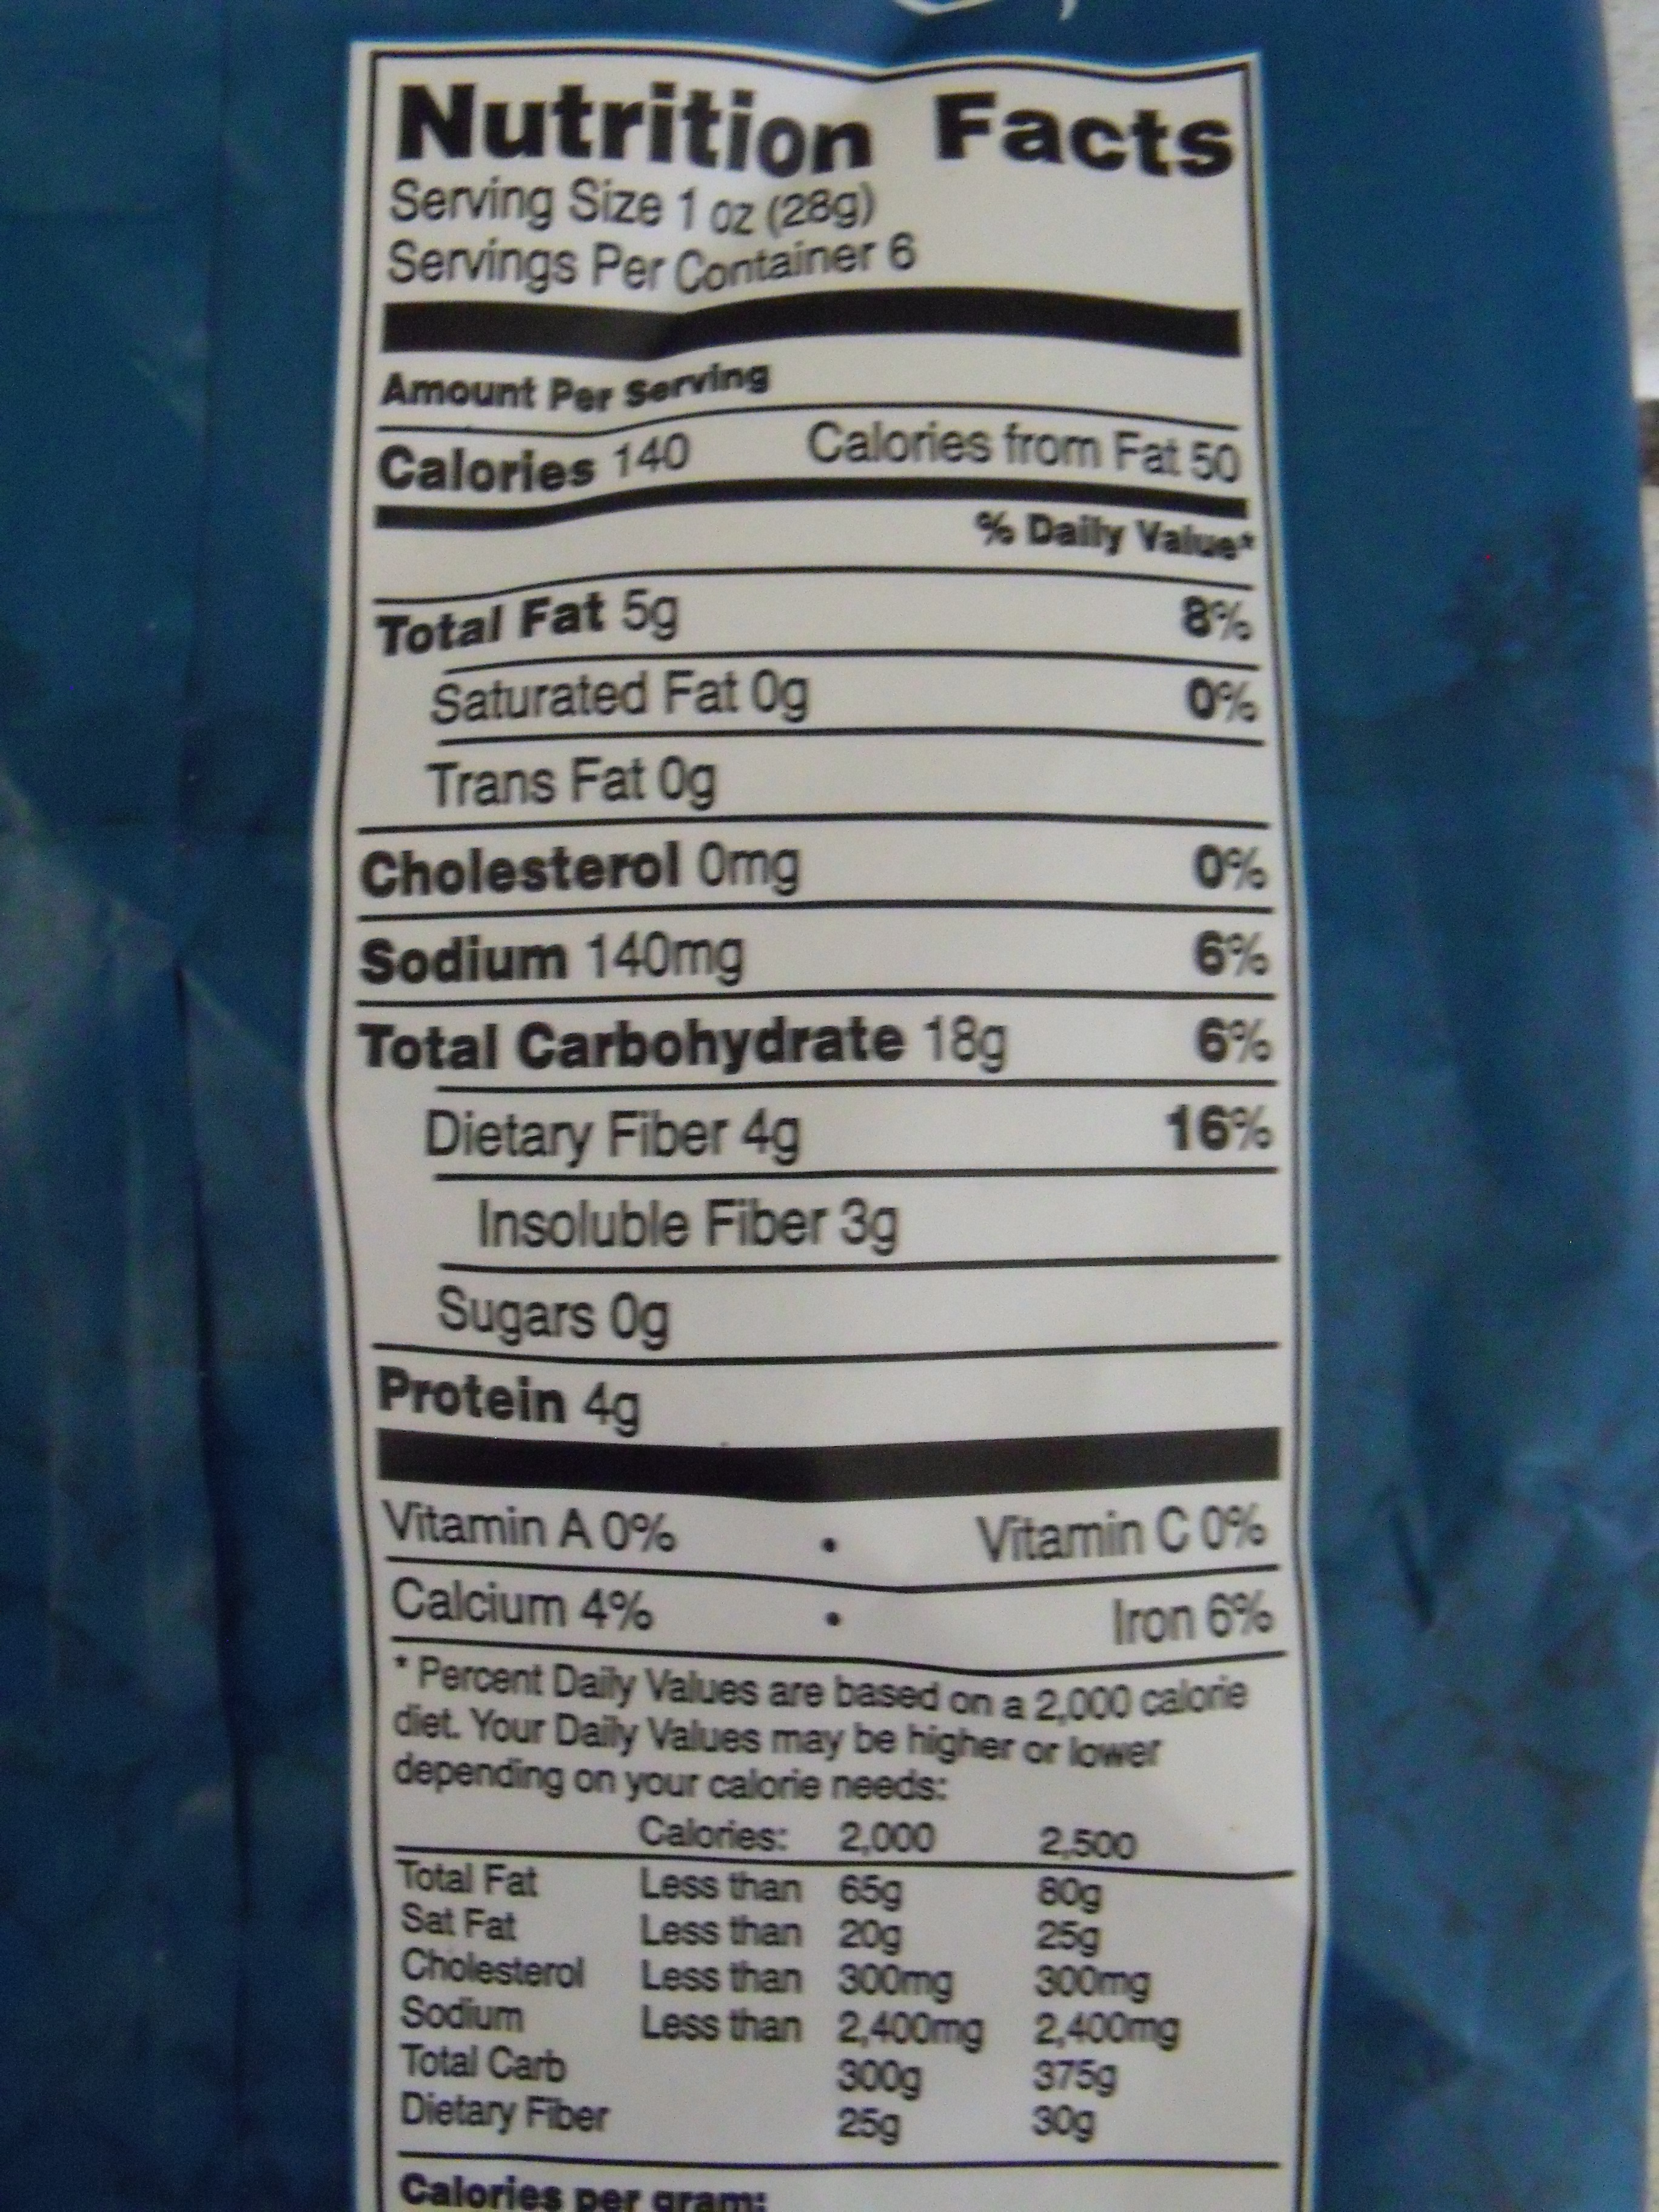 Nutrition Facts
Serving Size 1 oz (28g)
Servings Per Container 6
Amount Per Serving
Calories 140 Calories from Fat 50
% Daily Value*
Total Fat 5g 8%
Saturated Fat 0g 0%
Trans Fat 0g
Cholesterol 0mg 0%
Sodium 140mg 6%
Total Carbohydrate 18g 6%
Dietary Fiber 4g 16%
Insoluble Fiber 3g
Sugars 0g
Protein 4g
Vitamin A 0% • Vitamin C 0%
Calcium 4% • Iron 6%
* Percent Daily Values are based on a 2,000 calorie
diet. Your Daily Values may be higher or lower
depending on your calorie needs:
Calories: 2,000 2,500
Total Fat Less than 65g 80g
Sat Fat Less than 20g 25g
Cholesterol Less than 300mg 300mg
Sodium Less than 2,400mg 2,400mg
Total Carb 300g 375g
Dietary Fiber 25g 30g
Calories per gram: